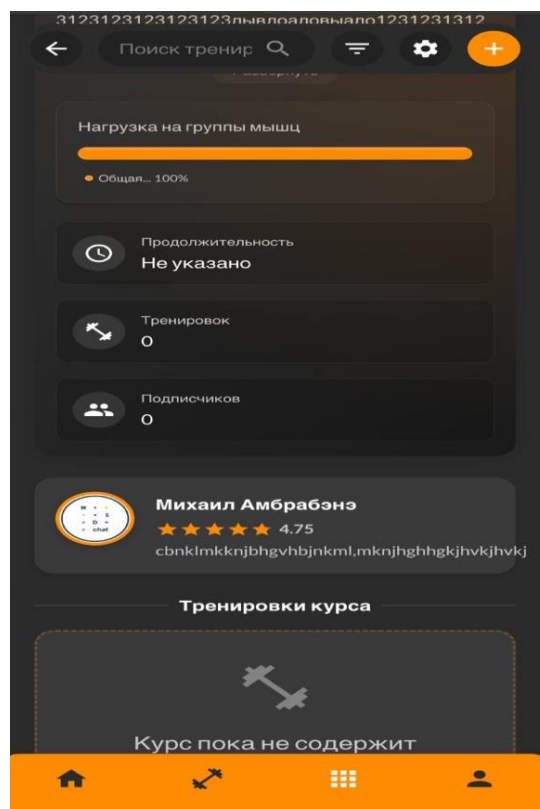 3123123123123123лывлоаловыало1231231312
Поиск тренир
Нагрузка на группы мышц
Общая... 100%
Продолжительность
Не указано
Тренировок
0
Подписчиков
0
Михаил Амбрабэнэ
4.75
cbnklmkknjbhgvhbjnkml,mknjhghhgkjhvkjhvkj
Тренировки курса
Курс пока не содержит